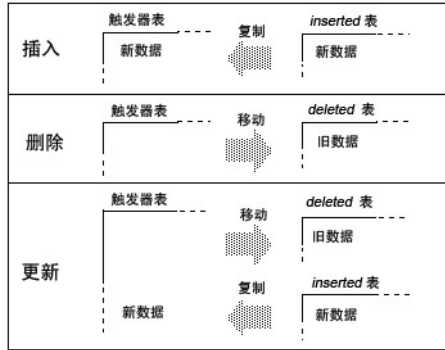 插入
触发器表
新数据
复制
inserted 表
新数据
删除
触发器表
移动
deleted 表
旧数据
更新
触发器表
移动
deleted 表
旧数据
新数据
复制
inserted 表
新数据